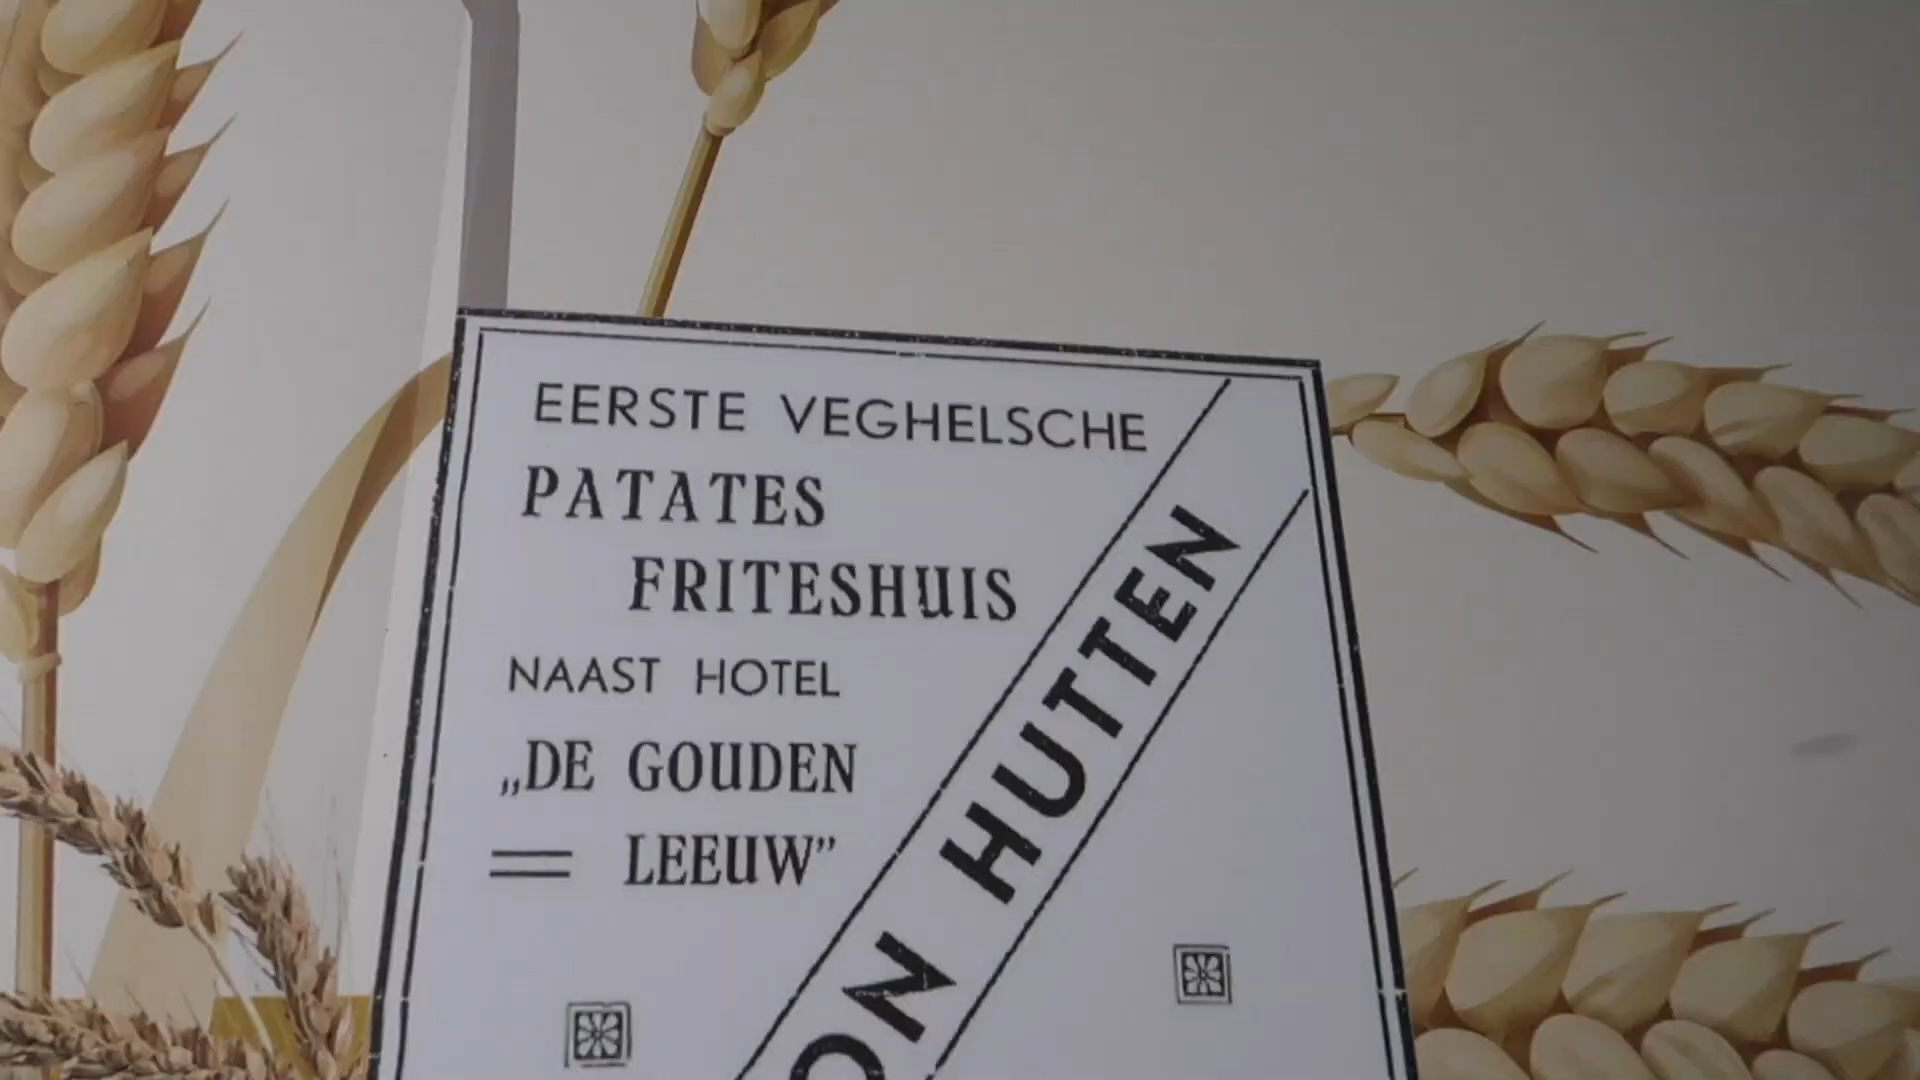 EERSTE VEGHELSCHE
PATATES
FRITESHUIS
NAAST HOTEL
„DE GOUDEN
= LEEUW”
HUTTEN